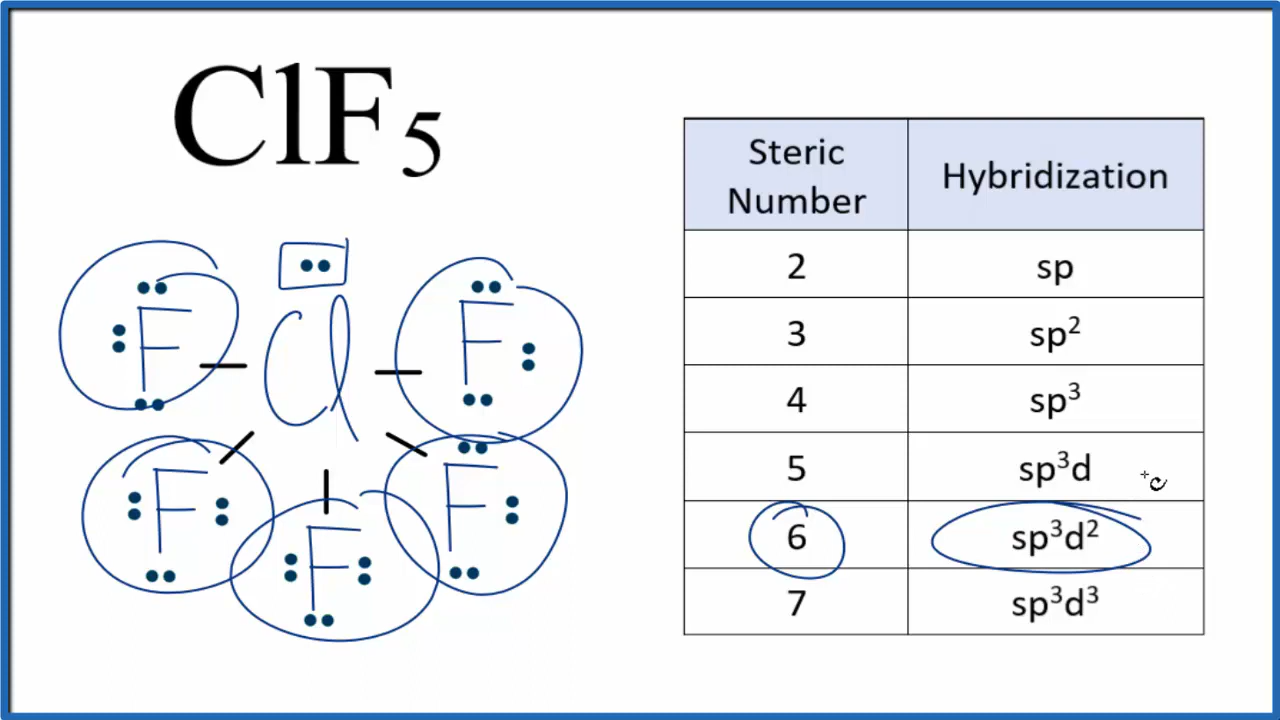 ClF₅
F Cl F
F F F
Steric Number Hybridization
2 sp
3 sp²
4 sp³
5 sp³d
6 sp³d²
7 sp³d³